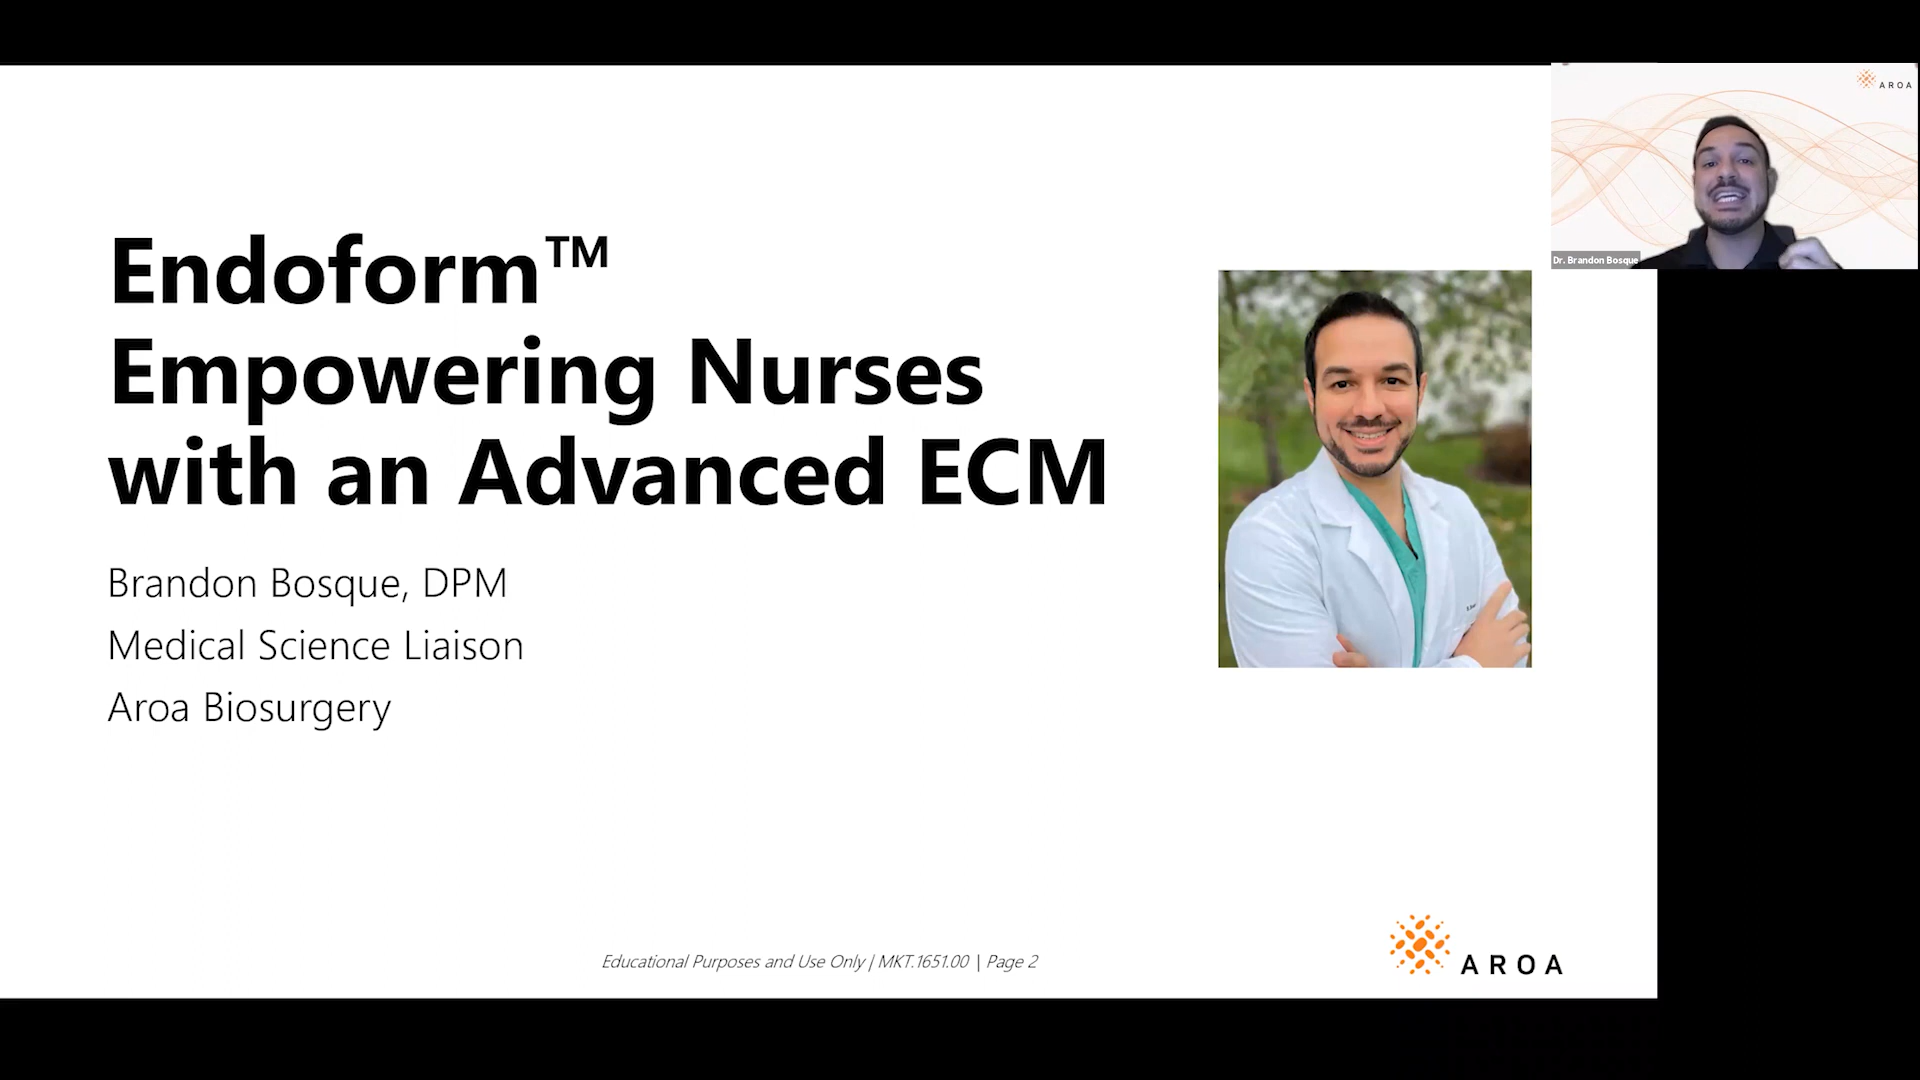 Endoform™
Empowering Nurses
with an Advanced ECM
Brandon Bosque, DPM
Medical Science Liaison
Aroa Biosurgery
Educational Purposes and Use Only | MKT.1651.00 | Page 2
AROA
AROA
Dr. Brandon Bosque